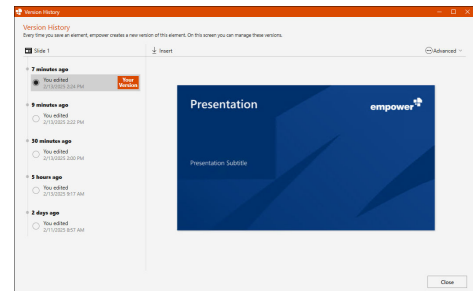 Version History
Version History
Every time you save an element, empower creates a new version of this element. On this screen you can manage these versions.
Slide 1
Insert
Advanced
7 minutes ago
You edited
2/13/2025 2:24 PM
Your
Version
9 minutes ago
You edited
2/13/2025 2:22 PM
30 minutes ago
You edited
2/13/2025 2:00 PM
5 hours ago
You edited
2/13/2025 9:17 AM
2 days ago
You edited
2/11/2025 8:57 AM
Presentation
empower
Presentation Subtitle
Close